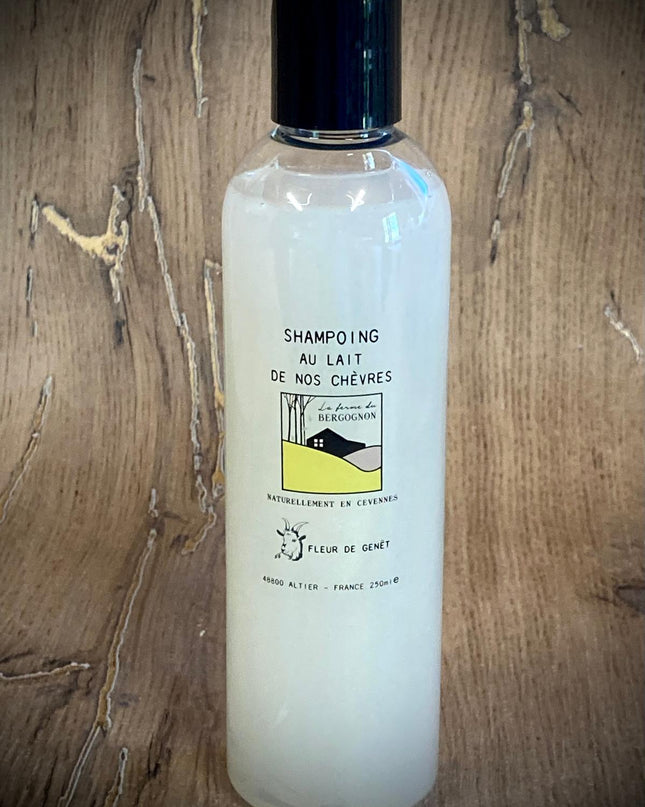 SHAMPOING
AU LAIT
DE NOS CHÈVRES
La ferme du
BERGOGNON
NATURELLEMENT EN CEVENNES
FLEUR DE GENÊT
48800 ALTIER – FRANCE 250ml e